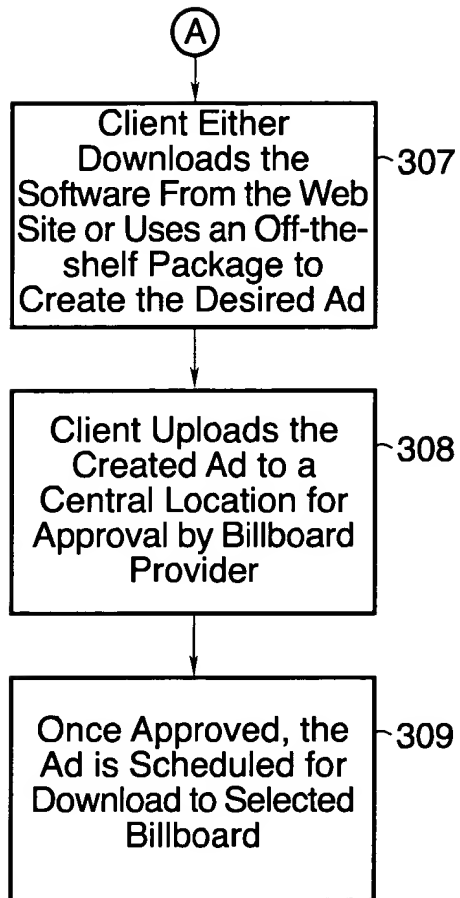 A
Client Either
Downloads the
Software From the Web
Site or Uses an Off-the-
shelf Package to
Create the Desired Ad
307
Client Uploads the
Created Ad to a
Central Location for
Approval by Billboard
Provider
308
Once Approved, the
Ad is Scheduled for
Download to Selected
Billboard
309